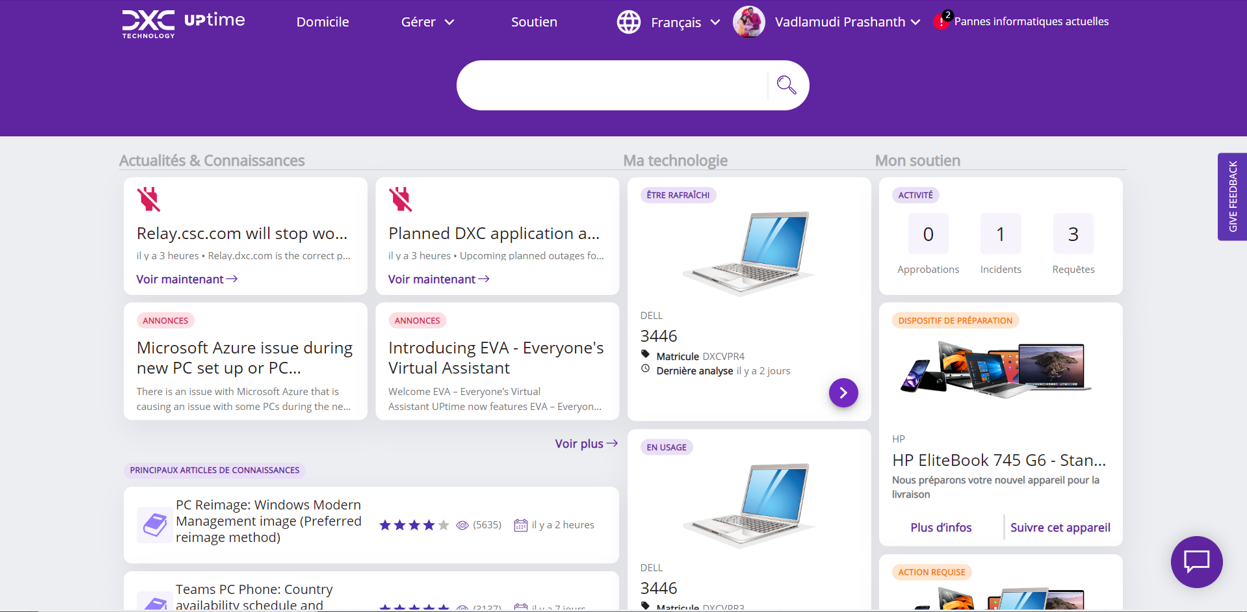 DXC TECHNOLOGY UPtime
Domicile
Gérer
Soutien
Français
Vadlamudi Prashanth
2
Pannes informatiques actuelles
GIVE FEEDBACK
Actualités & Connaissances
Relay.csc.com will stop wo...
il y a 3 heures • Relay.dxc.com is the correct p...
Voir maintenant
Planned DXC application a...
il y a 3 heures • Upcoming planned outages fo...
Voir maintenant
ANNONCES
Microsoft Azure issue during
new PC set up or PC...
There is an issue with Microsoft Azure that is
causing an issue with some PCs during the ne...
ANNONCES
Introducing EVA - Everyone's
Virtual Assistant
Welcome EVA – Everyone's Virtual
Assistant UPtime now features EVA – Everyon...
Voir plus
PRINCIPAUX ARTICLES DE CONNAISSANCES
PC Reimage: Windows Modern
Management image (Preferred
reimage method)
(5635)
il y a 2 heures
Teams PC Phone: Country
availability schedule and
(3137)
il y a 7 jours
Ma technologie
ÊTRE RAFRAÎCHI
DELL
3446
Matricule DXCVPR4
Dernière analyse il y a 2 jours
EN USAGE
DELL
3446
Matricule DXCVPR3
Mon soutien
ACTIVITÉ
0
1
3
Approbations
Incidents
Requêtes
DISPOSITIF DE PRÉPARATION
HP
HP EliteBook 745 G6 - Stan...
Nous préparons votre nouvel appareil pour la
livraison
Plus d'infos
Suivre cet appareil
ACTION REQUISE